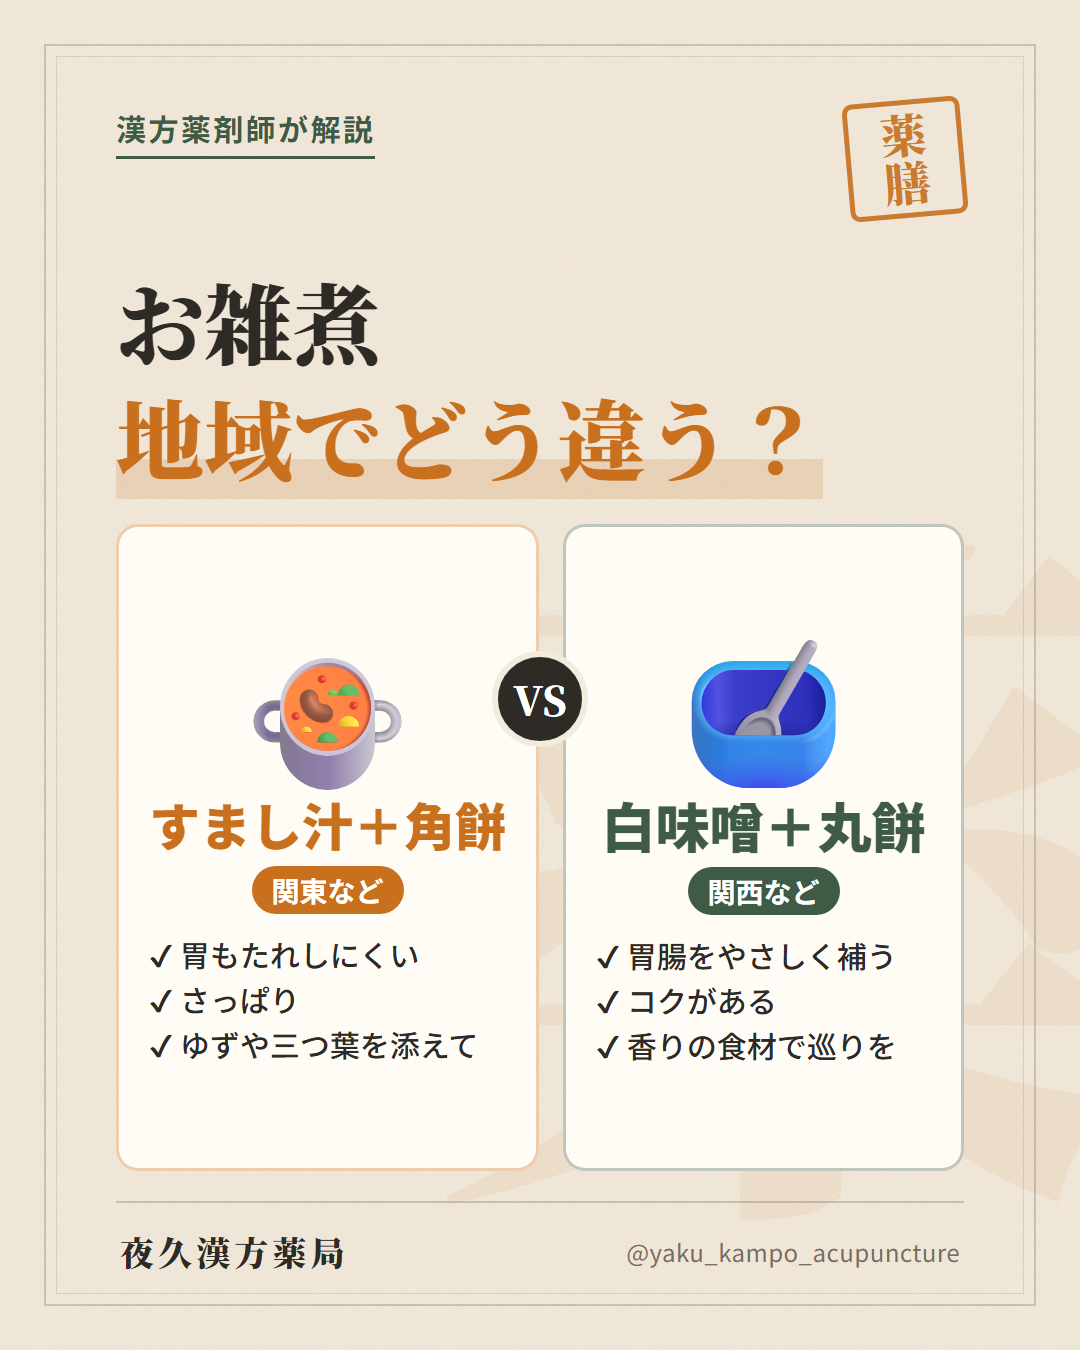 漢方薬剤師が解説
薬
膳
お雑煮
地域でどう違う？
すまし汁＋角餅
関東など
✓ 胃もたれしにくい
✓ さっぱり
✓ ゆずや三つ葉を添えて
VS
白味噌＋丸餅
関西など
✓ 胃腸をやさしく補う
✓ コクがある
✓ 香りの食材で巡りを
夜久漢方薬局
@yaku_kampo_acupuncture